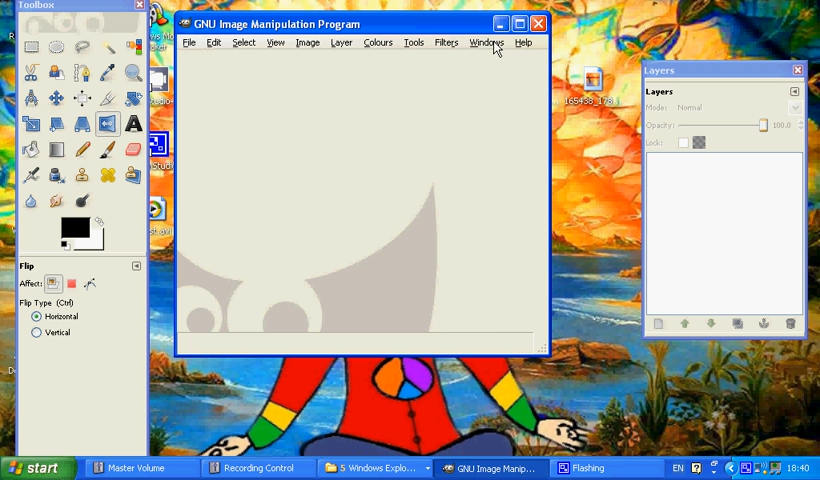 Toolbox
GNU Image Manipulation Program
File Edit Select View Image Layer Colours Tools Filters Windows Help
165438_178
Layers
Layers
Mode: Normal
Opacity: 100.0
Lock:
Flip
Affect:
Flip Type (Ctrl)
Horizontal
Vertical
start
Master Volume
Recording Control
5 Windows Explo...
GNU Image Manip...
Flashing
EN
18:40